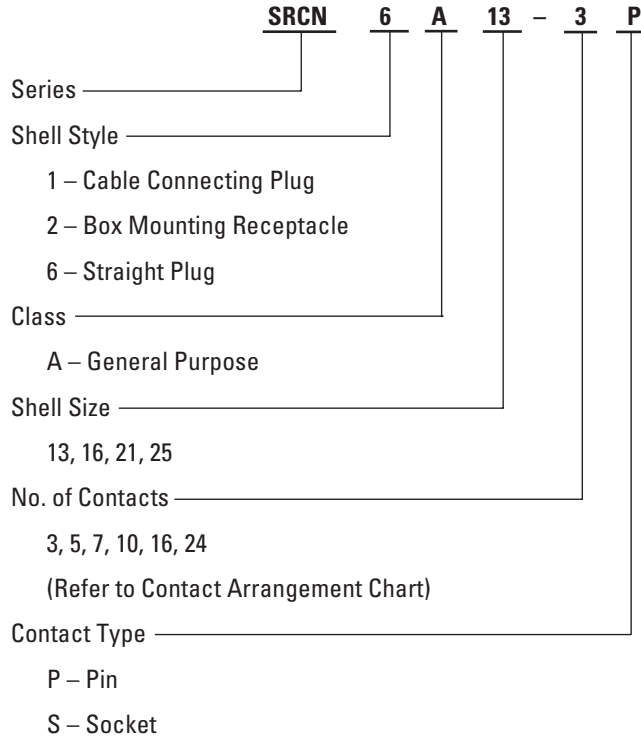 SRCN 6 A 13 – 3 P
Series
Shell Style
1 – Cable Connecting Plug
2 – Box Mounting Receptacle
6 – Straight Plug
Class
A – General Purpose
Shell Size
13, 16, 21, 25
No. of Contacts
3, 5, 7, 10, 16, 24
(Refer to Contact Arrangement Chart)
Contact Type
P – Pin
S – Socket